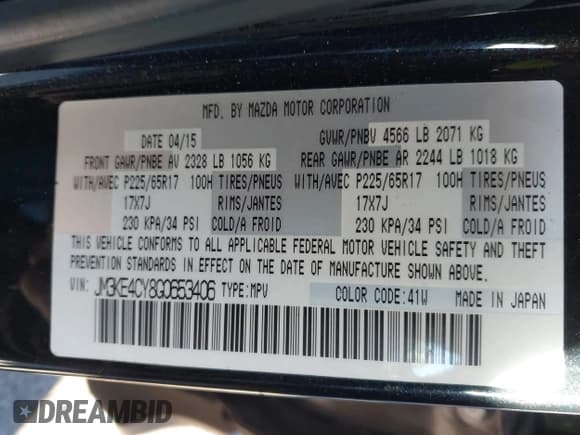 MFD. BY MAZDA MOTOR CORPORATION
DATE 04/15 GVWR/PNBV 4566 LB 2071 KG
FRONT GAWR/PNBE AV 2328 LB 1056 KG REAR GAWR/PNBE AR 2244 LB 1018 KG
WITH/AVEC P225/65R17 100H TIRES/PNEUS WITH/AVEC P225/65R17 100H TIRES/PNEUS
17X7J RIMS/JANTES 17X7J RIMS/JANTES
230 KPA/34 PSI COLD/A FROID 230 KPA/34 PSI COLD/A FROID
THIS VEHICLE CONFORMS TO ALL APPLICABLE FEDERAL MOTOR VEHICLE SAFETY AND THEFT
PREVENTION STANDARDS IN EFFECT ON THE DATE OF MANUFACTURE SHOWN ABOVE.
VIN: JM3KE4CY8G0653406 TYPE:MPV COLOR CODE:41W MADE IN JAPAN
DREAMBID